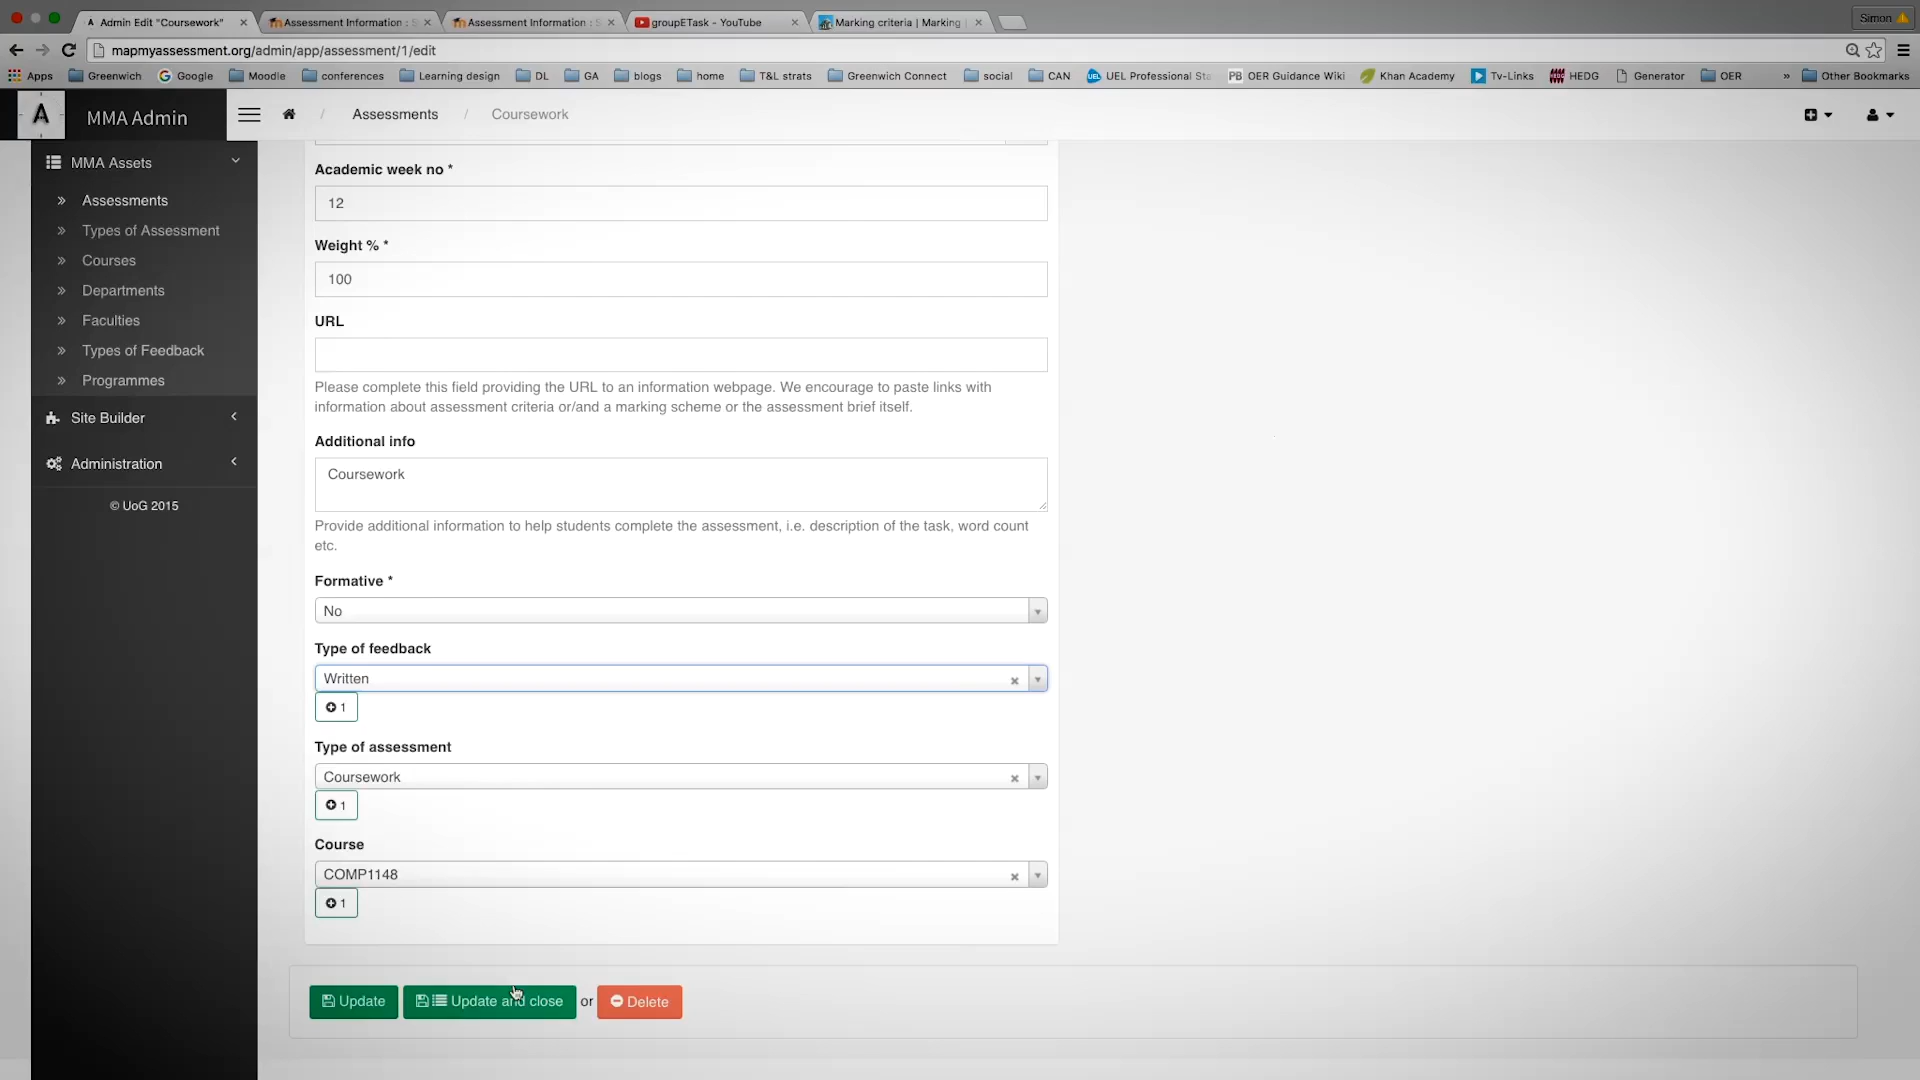 Admin Edit "Coursework"
Assessment Information : S
Assessment Information : S
groupETask - YouTube
Marking criteria | Marking
Simon
mapmyassessment.org/admin/app/assessment/1/edit
Apps
Greenwich
Google
Moodle
conferences
Learning design
DL
GA
blogs
home
T&L strats
Greenwich Connect
social
CAN
UEL Professional Sta
OER Guidance Wiki
Khan Academy
Tv-Links
HEDG
Generator
OER
»
Other Bookmarks
A
MMA Admin
/ Assessments / Coursework
MMA Assets
Assessments
Types of Assessment
Courses
Departments
Faculties
Types of Feedback
Programmes
Site Builder
Administration
© UoG 2015
Academic week no *
12
Weight % *
100
URL
Please complete this field providing the URL to an information webpage. We encourage to paste links with
information about assessment criteria or/and a marking scheme or the assessment brief itself.
Additional info
Coursework
Provide additional information to help students complete the assessment, i.e. description of the task, word count
etc.
Formative *
No
Type of feedback
Written
1
Type of assessment
Coursework
1
Course
COMP1148
1
Update
Update and close
or
Delete